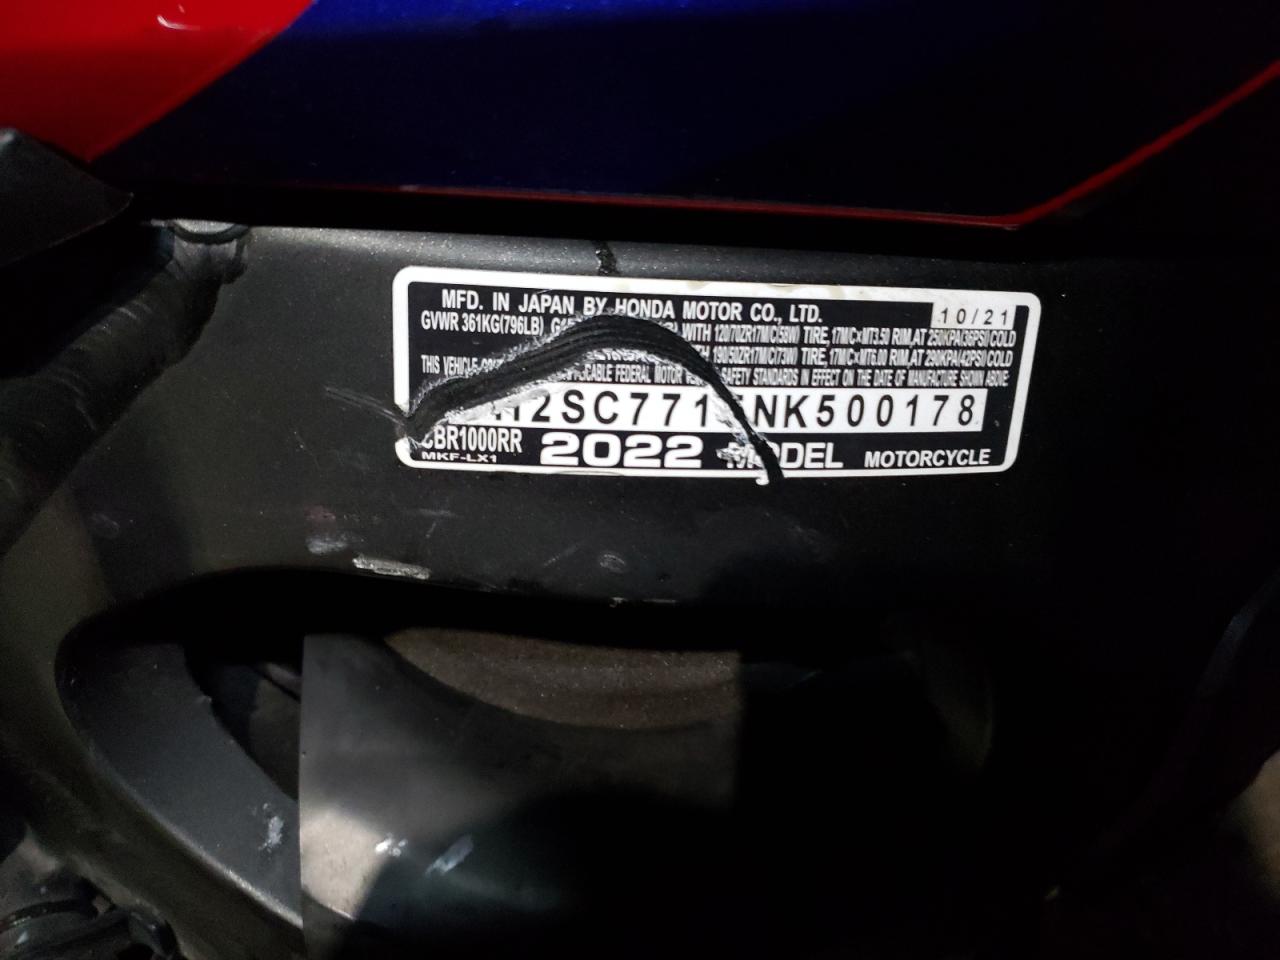 MFD. IN JAPAN BY HONDA MOTOR CO., LTD. 10/21
GVWR 361KG(796LB) WITH 120/70ZR17M/C(58W) TIRE, 17M/C×MT3.50 RIM, AT 250KPA(36PSI) COLD
190/50ZR17M/C(73W) TIRE, 17M/C×MT6.00 RIM, AT 290KPA(42PSI) COLD
THIS VEHICLE FEDERAL MOTOR SAFETY STANDARDS IN EFFECT ON THE DATE OF MANUFACTURE SHOWN ABOVE
2SC771 NK500178
CBR1000RR 2022 MODEL MOTORCYCLE
MKF-LX1